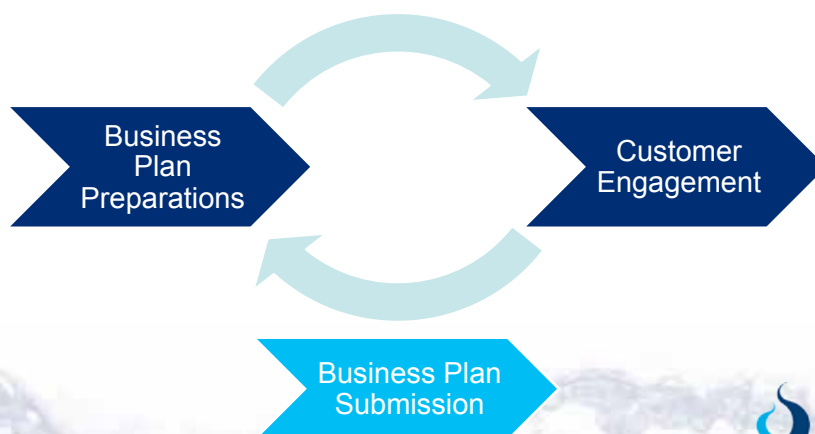 Business
Plan
Preparations
Customer
Engagement
Business Plan
Submission